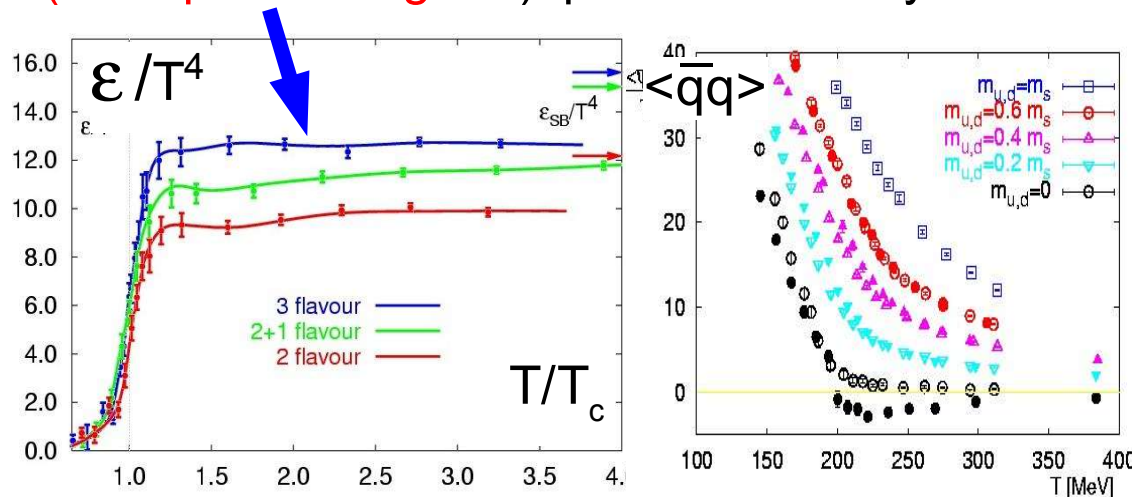 ε/T⁴
16.0
14.0
12.0
10.0
8.0
6.0
4.0
2.0
0.0
ε_SB/T⁴
3 flavour
2+1 flavour
2 flavour
T/T_c
1.0 1.5 2.0 2.5 3.0 3.5 4.
<q̅q>
40
30
20
10
0
m_u,d=m_s
m_u,d=0.6 m_s
m_u,d=0.4 m_s
m_u,d=0.2 m_s
m_u,d=0
100 150 200 250 300 350 400
T [MeV]